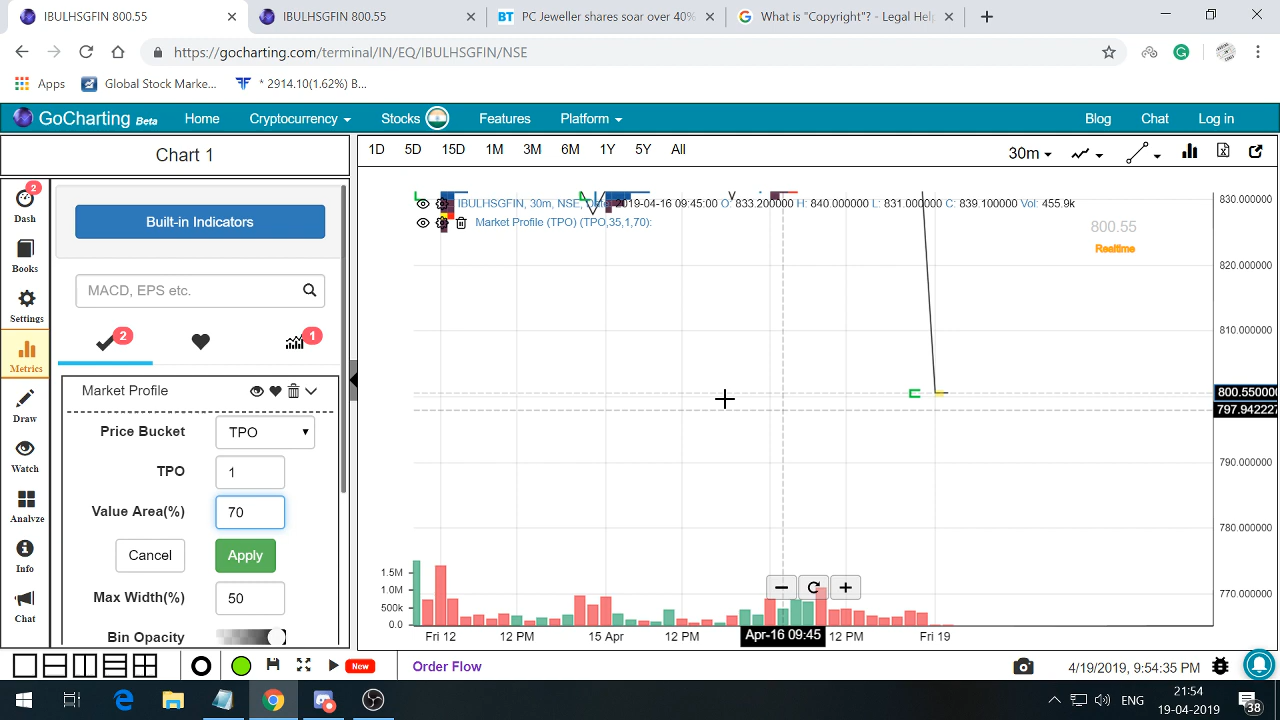 IBULHSGFIN 800.55
IBULHSGFIN 800.55
BT PC Jeweller shares soar over 40%
What is "Copyright"? - Legal Hel
https://gocharting.com/terminal/IN/EQ/IBULHSGFIN/NSE
Apps
Global Stock Marke...
* 2914.10(1.62%) B...
GoCharting Beta
Home
Cryptocurrency
Stocks
Features
Platform
Blog
Chat
Log in
Chart 1
1D 5D 15D 1M 3M 6M 1Y 5Y All
30m
2
Dash
Books
Settings
Metrics
Draw
Watch
Analyze
Info
Chat
Built-in Indicators
MACD, EPS etc.
2
1
Market Profile
Price Bucket TPO
TPO 1
Value Area(%) 70
Cancel Apply
Max Width(%) 50
Bin Opacity
IBULHSGFIN, 30m, NSE, Date: 2019-04-16 09:45:00 O: 833.200000 H: 840.000000 L: 831.000000 C: 839.100000 Vol: 455.9k
Market Profile (TPO) (TPO,35,1,70):
800.55
Realtime
830.000000
820.000000
810.000000
800.550000
797.942227
790.000000
780.000000
770.000000
1.5M
1.0M
500k
0.0
Fri 12 12 PM 15 Apr 12 PM Apr-16 09:45 12 PM Fri 19
New
Order Flow
4/19/2019, 9:54:35 PM
ENG
21:54
19-04-2019
38